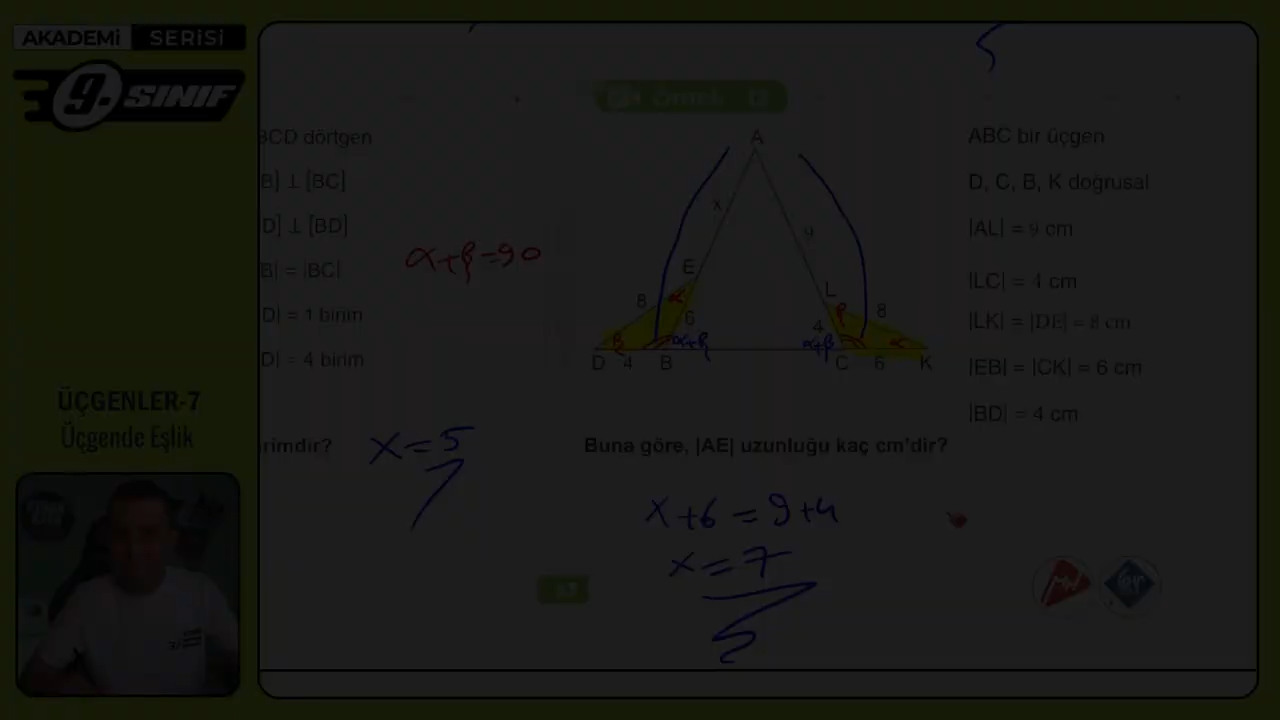 AKADEMİ SERİSİ
9. SINIF
ÜÇGENLER-7
Üçgende Eşlik
BCD dörtgen
B] ⊥ [BC]
D] ⊥ [BD]
B| = |BC|
D| = 1 birim
D| = 4 birim
rimdir?
α+β=90
x=5
Örnek
A
x
9
E
L
8
α
6
β
8
4
β
α+β
α+β
α
D 4 B C 6 K
ABC bir üçgen
D, C, B, K doğrusal
|AL| = 9 cm
|LC| = 4 cm
|LK| = |DE| = 8 cm
|EB| = |CK| = 6 cm
|BD| = 4 cm
Buna göre, |AE| uzunluğu kaç cm'dir?
x+6=9+4
x=7